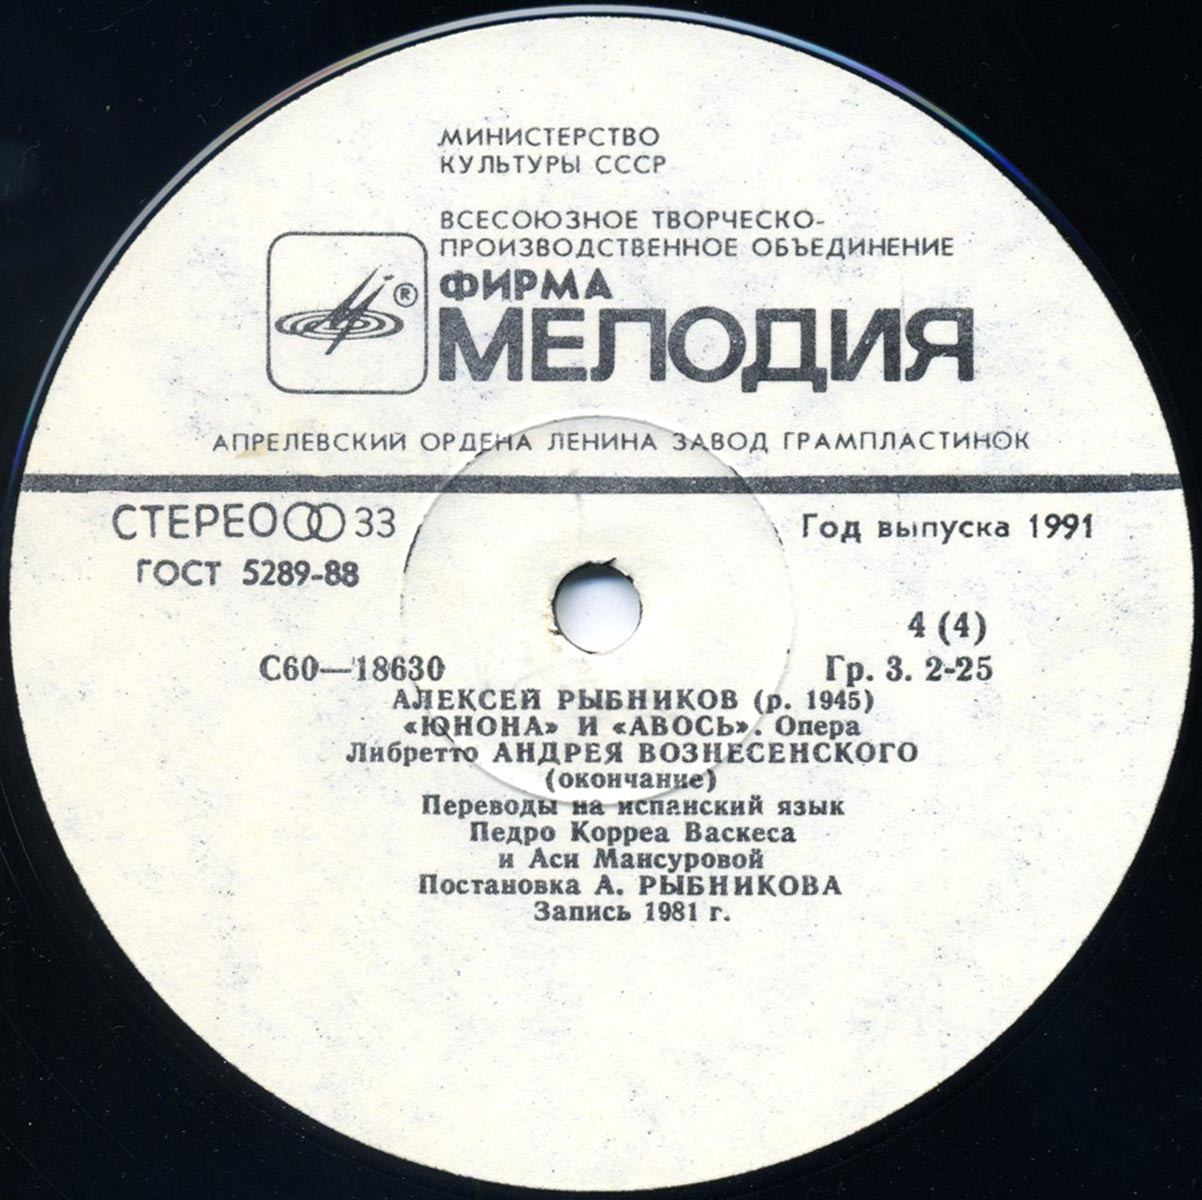 МИНИСТЕРСТВО
КУЛЬТУРЫ СССР
ВСЕСОЮЗНОЕ ТВОРЧЕСКО-
ПРОИЗВОДСТВЕННОЕ ОБЪЕДИНЕНИЕ
ФИРМА
®
МЕЛОДИЯ
АПРЕЛЕВСКИЙ ОРДЕНА ЛЕНИНА ЗАВОД ГРАМПЛАСТИНОК
СТЕРЕО 33
Год выпуска 1991
ГОСТ 5289-88
4 (4)
С60—18630
Гр. 3. 2-25
АЛЕКСЕЙ РЫБНИКОВ (р. 1945)
«ЮНОНА» И «АВОСЬ». Опера
Либретто АНДРЕЯ ВОЗНЕСЕНСКОГО
(окончание)
Переводы на испанский язык
Педро Корреа Васкеса
и Аси Мансуровой
Постановка А. РЫБНИКОВА
Запись 1981 г.